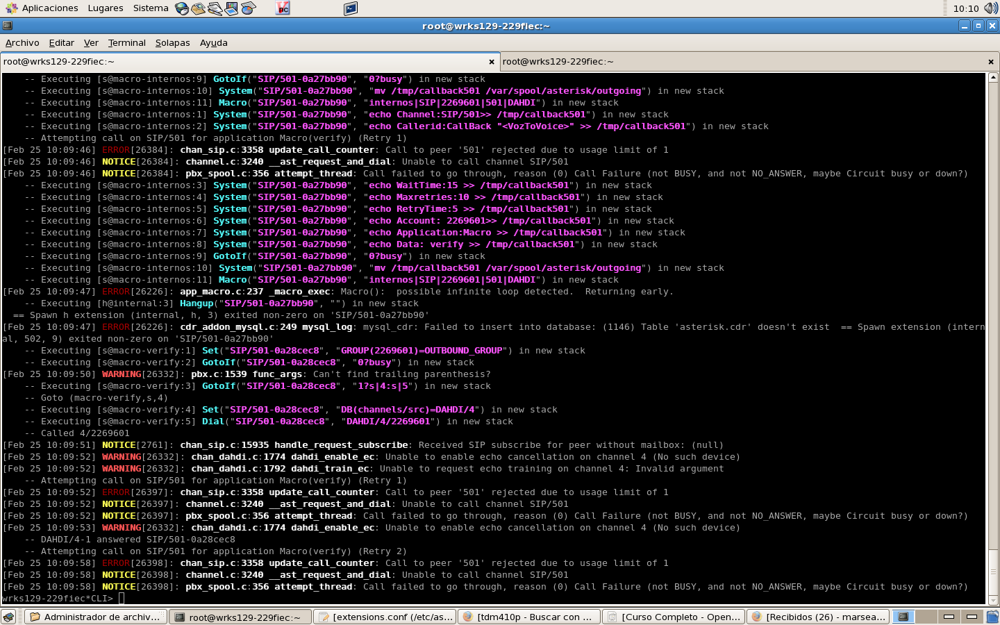 Aplicaciones Lugares Sistema 10:10
root@wrks129-229fiec:~
Archivo Editar Ver Terminal Solapas Ayuda
root@wrks129-229fiec:~ root@wrks129-229fiec:~
-- Executing [s@macro-internos:9] GotoIf("SIP/501-0a27bb90", "0?busy") in new stack
-- Executing [s@macro-internos:10] System("SIP/501-0a27bb90", "mv /tmp/callback501 /var/spool/asterisk/outgoing") in new stack
-- Executing [s@macro-internos:11] Macro("SIP/501-0a27bb90", "internos|SIP|2269601|501|DAHDI") in new stack
-- Executing [s@macro-internos:1] System("SIP/501-0a27bb90", "echo Channel:SIP/501>> /tmp/callback501") in new stack
-- Executing [s@macro-internos:2] System("SIP/501-0a27bb90", "echo Callerid:CallBack "<VozToVoice>" >> /tmp/callback501") in new stack
-- Attempting call on SIP/501 for application Macro(verify) (Retry 1)
[Feb 25 10:09:46] ERROR[26384]: chan_sip.c:3358 update_call_counter: Call to peer '501' rejected due to usage limit of 1
[Feb 25 10:09:46] NOTICE[26384]: channel.c:3240 __ast_request_and_dial: Unable to call channel SIP/501
[Feb 25 10:09:46] NOTICE[26384]: pbx_spool.c:356 attempt_thread: Call failed to go through, reason (0) Call Failure (not BUSY, and not NO_ANSWER, maybe Circuit busy or down?)
-- Executing [s@macro-internos:3] System("SIP/501-0a27bb90", "echo WaitTime:15 >> /tmp/callback501") in new stack
-- Executing [s@macro-internos:4] System("SIP/501-0a27bb90", "echo Maxretries:10 >> /tmp/callback501") in new stack
-- Executing [s@macro-internos:5] System("SIP/501-0a27bb90", "echo RetryTime:5 >> /tmp/callback501") in new stack
-- Executing [s@macro-internos:6] System("SIP/501-0a27bb90", "echo Account: 2269601>> /tmp/callback501") in new stack
-- Executing [s@macro-internos:7] System("SIP/501-0a27bb90", "echo Application:Macro >> /tmp/callback501") in new stack
-- Executing [s@macro-internos:8] System("SIP/501-0a27bb90", "echo Data: verify >> /tmp/callback501") in new stack
-- Executing [s@macro-internos:9] GotoIf("SIP/501-0a27bb90", "0?busy") in new stack
-- Executing [s@macro-internos:10] System("SIP/501-0a27bb90", "mv /tmp/callback501 /var/spool/asterisk/outgoing") in new stack
-- Executing [s@macro-internos:11] Macro("SIP/501-0a27bb90", "internos|SIP|2269601|501|DAHDI") in new stack
[Feb 25 10:09:47] ERROR[26226]: app_macro.c:237 _macro_exec: Macro():  possible infinite loop detected.  Returning early.
-- Executing [h@internal:3] Hangup("SIP/501-0a27bb90", "") in new stack
== Spawn h extension (internal, h, 3) exited non-zero on 'SIP/501-0a27bb90'
[Feb 25 10:09:47] ERROR[26226]: cdr_addon_mysql.c:249 mysql_log: mysql_cdr: Failed to insert into database: (1146) Table 'asterisk.cdr' doesn't exist  == Spawn extension (intern
al, 502, 9) exited non-zero on 'SIP/501-0a27bb90'
-- Executing [s@macro-verify:1] Set("SIP/501-0a28cec8", "GROUP(2269601)=OUTBOUND_GROUP") in new stack
-- Executing [s@macro-verify:2] GotoIf("SIP/501-0a28cec8", "0?busy") in new stack
[Feb 25 10:09:50] WARNING[26332]: pbx.c:1539 func_args: Can't find trailing parenthesis?
-- Executing [s@macro-verify:3] GotoIf("SIP/501-0a28cec8", "1?s|4:s|5") in new stack
-- Goto (macro-verify,s,4)
-- Executing [s@macro-verify:4] Set("SIP/501-0a28cec8", "DB(channels/src)=DAHDI/4") in new stack
-- Executing [s@macro-verify:5] Dial("SIP/501-0a28cec8", "DAHDI/4/2269601") in new stack
-- Called 4/2269601
[Feb 25 10:09:51] NOTICE[2761]: chan_sip.c:15935 handle_request_subscribe: Received SIP subscribe for peer without mailbox: (null)
[Feb 25 10:09:52] WARNING[26332]: chan_dahdi.c:1774 dahdi_enable_ec: Unable to enable echo cancellation on channel 4 (No such device)
[Feb 25 10:09:52] WARNING[26332]: chan_dahdi.c:1792 dahdi_train_ec: Unable to request echo training on channel 4: Invalid argument
-- Attempting call on SIP/501 for application Macro(verify) (Retry 1)
[Feb 25 10:09:52] ERROR[26397]: chan_sip.c:3358 update_call_counter: Call to peer '501' rejected due to usage limit of 1
[Feb 25 10:09:52] NOTICE[26397]: channel.c:3240 __ast_request_and_dial: Unable to call channel SIP/501
[Feb 25 10:09:52] NOTICE[26397]: pbx_spool.c:356 attempt_thread: Call failed to go through, reason (0) Call Failure (not BUSY, and not NO_ANSWER, maybe Circuit busy or down?)
[Feb 25 10:09:53] WARNING[26332]: chan_dahdi.c:1774 dahdi_enable_ec: Unable to enable echo cancellation on channel 4 (No such device)
-- DAHDI/4-1 answered SIP/501-0a28cec8
-- Attempting call on SIP/501 for application Macro(verify) (Retry 2)
[Feb 25 10:09:58] ERROR[26398]: chan_sip.c:3358 update_call_counter: Call to peer '501' rejected due to usage limit of 1
[Feb 25 10:09:58] NOTICE[26398]: channel.c:3240 __ast_request_and_dial: Unable to call channel SIP/501
[Feb 25 10:09:58] NOTICE[26398]: pbx_spool.c:356 attempt_thread: Call failed to go through, reason (0) Call Failure (not BUSY, and not NO_ANSWER, maybe Circuit busy or down?)
wrks129-229fiec*CLI>
Administrador de archiv... root@wrks129-229fiec:~ [extensions.conf (/etc/as... [tdm410p - Buscar con ... [Curso Completo - Open... [Recibidos (26) - marsea...